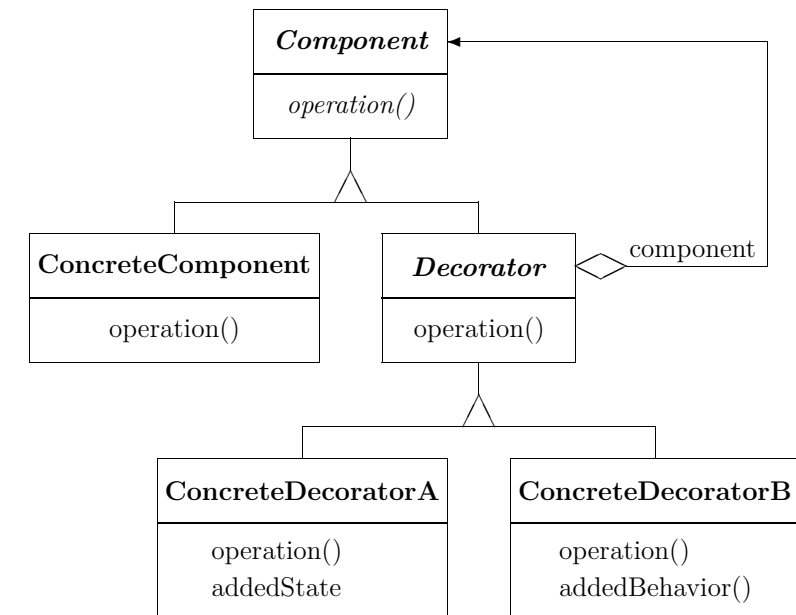 Component
operation()
component
ConcreteComponent
Decorator
operation()
operation()
ConcreteDecoratorA
ConcreteDecoratorB
operation()
addedState
operation()
addedBehavior()